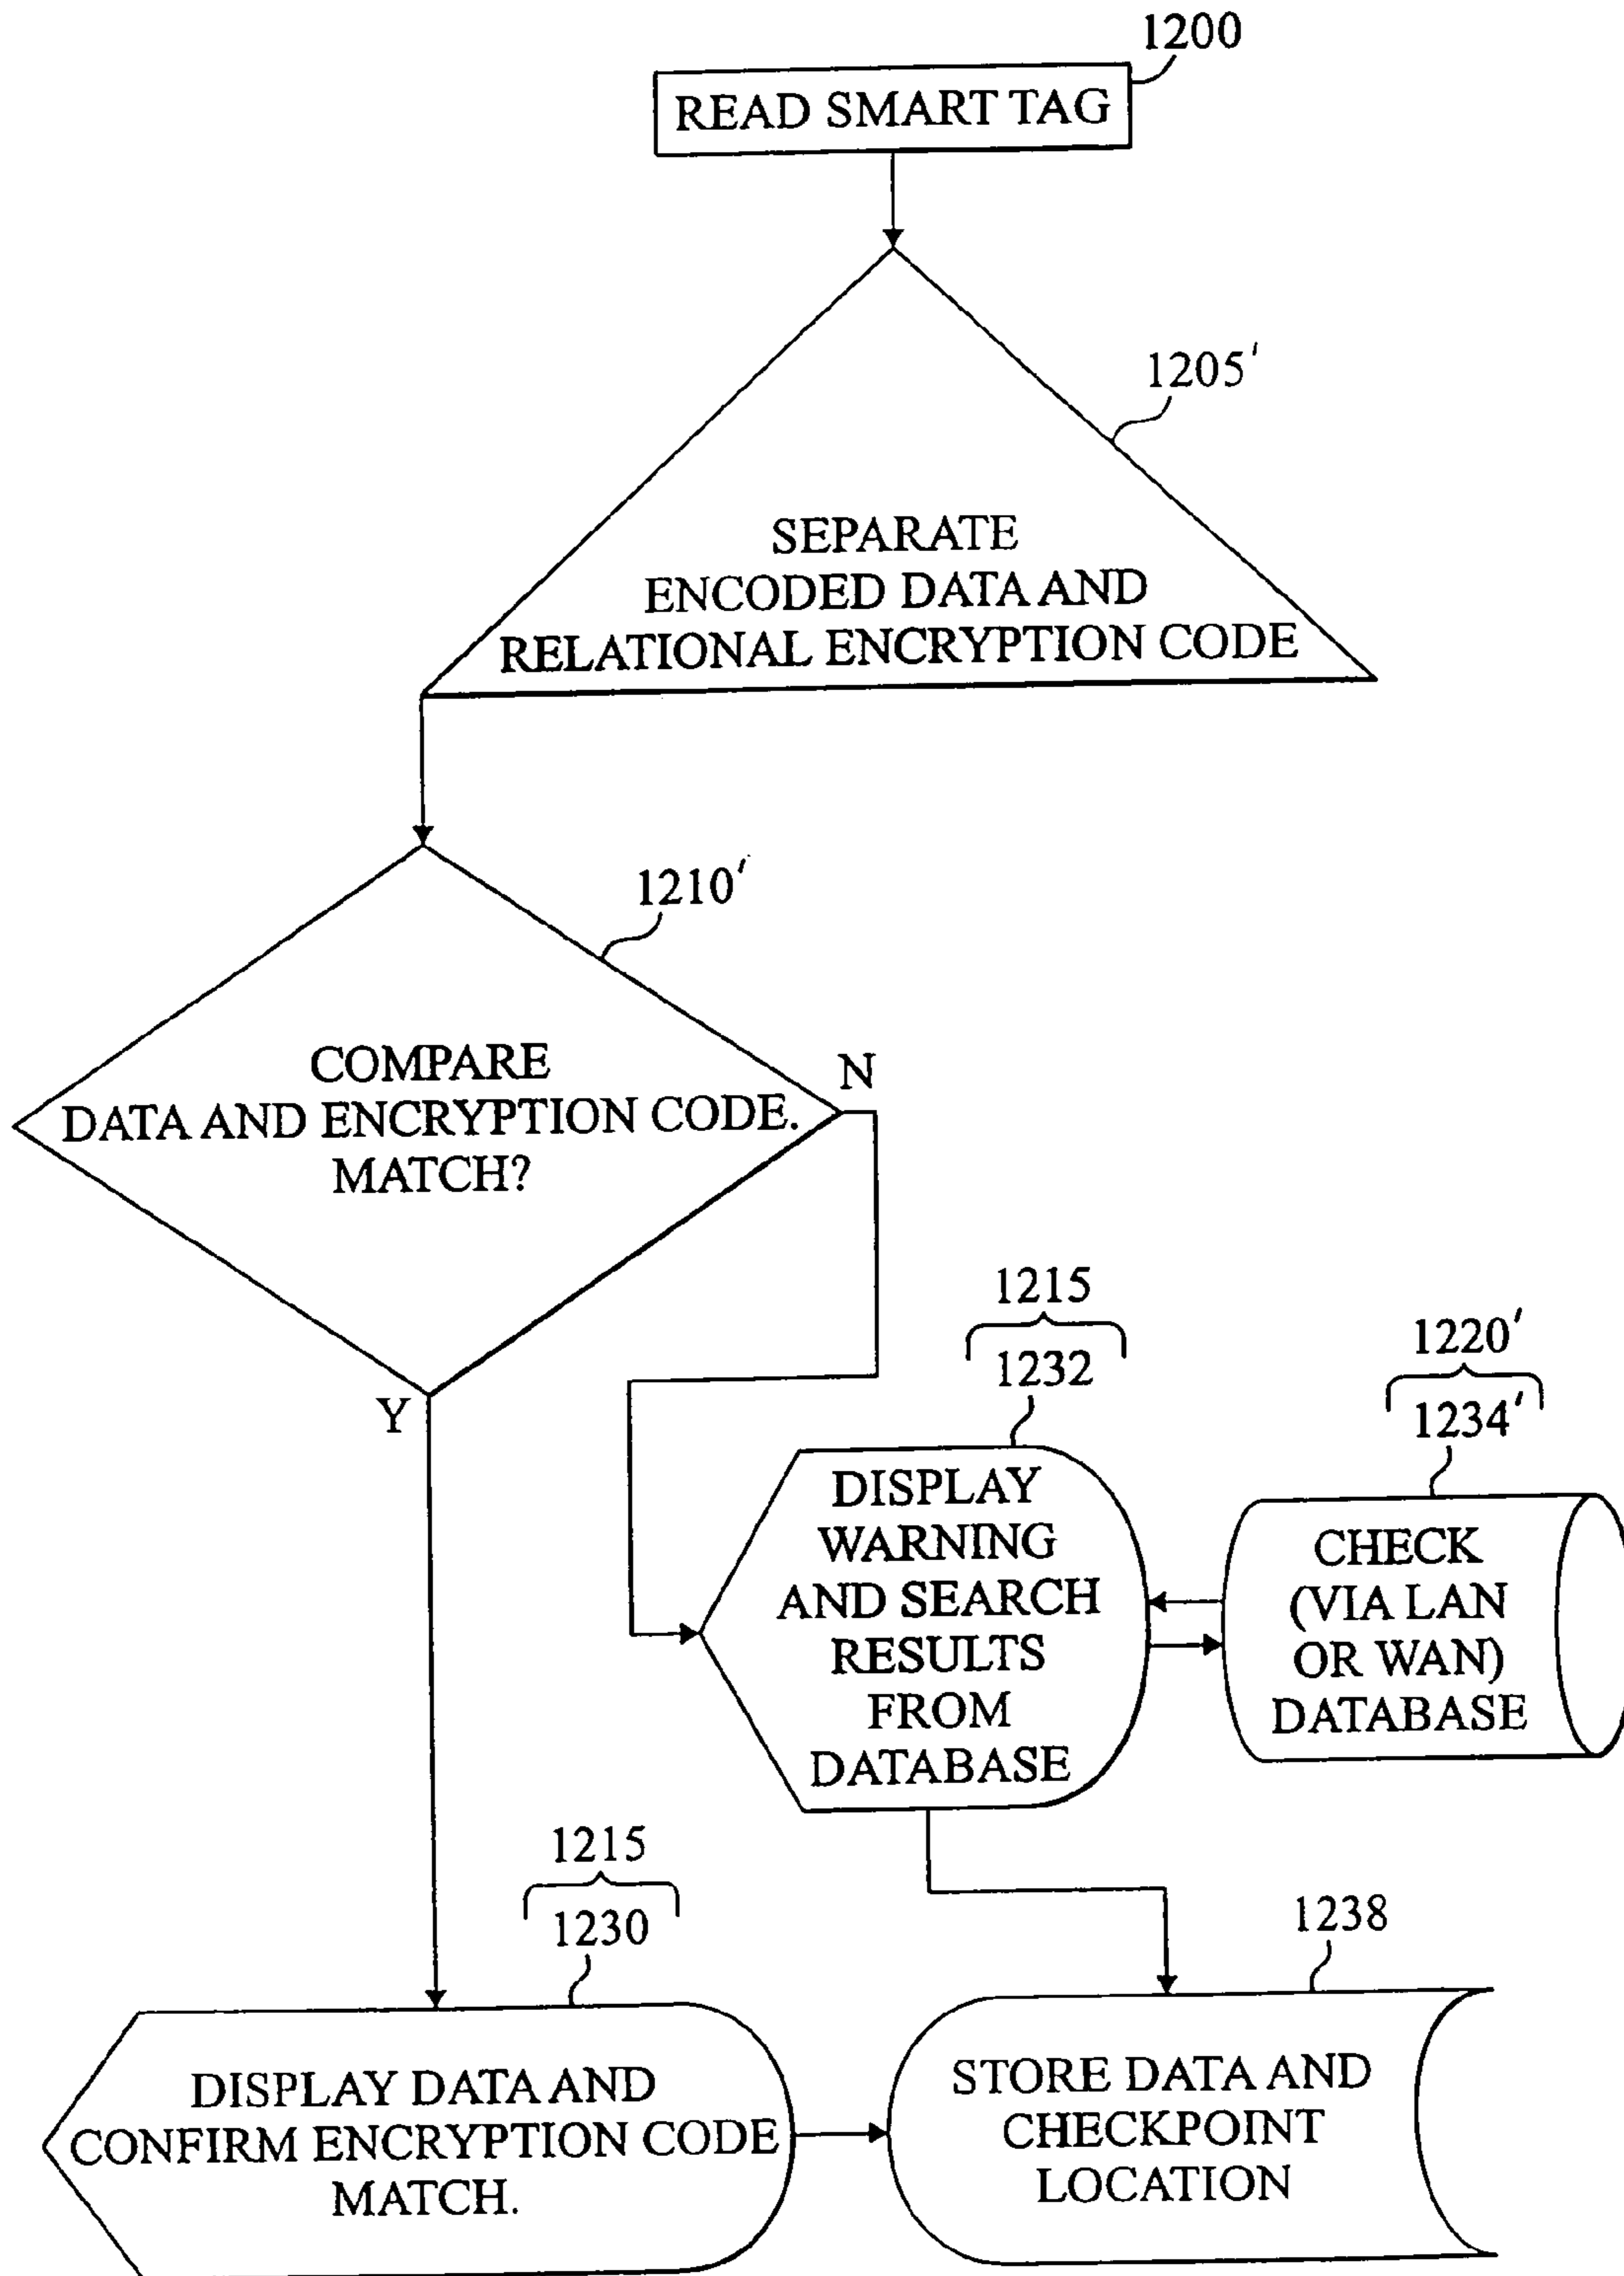 1200
READ SMART TAG
1205'
SEPARATE
ENCODED DATA AND
RELATIONAL ENCRYPTION CODE
1210'
COMPARE
DATA AND ENCRYPTION CODE.
MATCH?
N
Y
1215
1232
1220'
1234'
DISPLAY
WARNING
AND SEARCH
RESULTS
FROM
DATABASE
CHECK
(VIA LAN
OR WAN)
DATABASE
1215
1230
1238
DISPLAY DATA AND
CONFIRM ENCRYPTION CODE
MATCH.
STORE DATA AND
CHECKPOINT
LOCATION